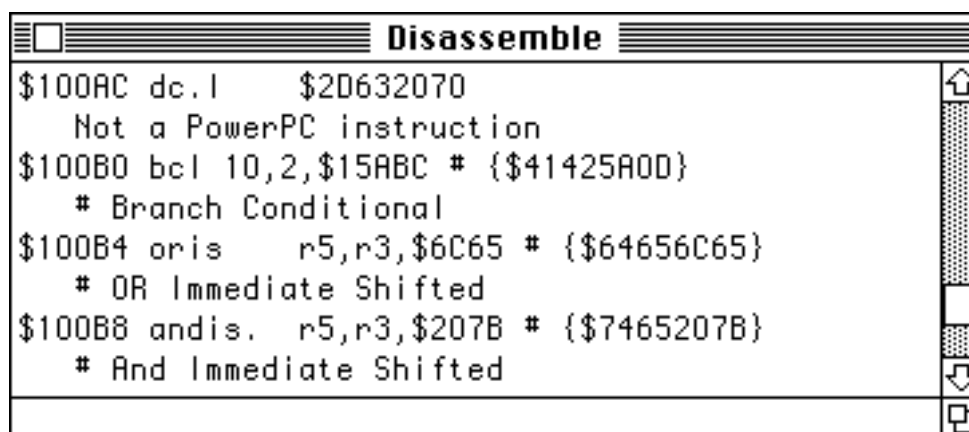 Disassemble
$100AC dc.l $2D632070
Not a PowerPC instruction
$100B0 bcl 10,2,$15ABC # {$41425A0D}
# Branch Conditional
$100B4 oris r5,r3,$6C65 # {$64656C65}
# OR Immediate Shifted
$100B8 andis. r5,r3,$207B # {$7465207B}
# And Immediate Shifted